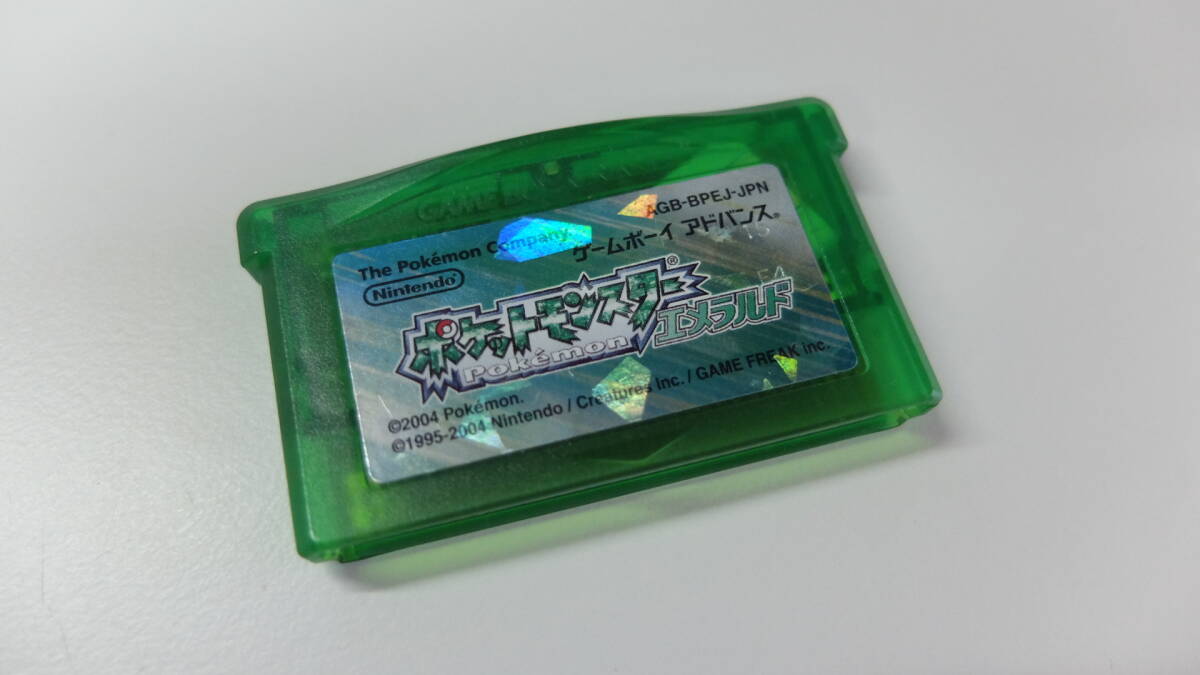 GAME BOY
AGB-BPEJ-JPN
The Pokémon Company
ゲームボーイ アドバンス®
Nintendo®
ポケットモンスター®
エメラルド
Pokémon
©2004 Pokémon.
©1995-2004 Nintendo / Creatures Inc. / GAME FREAK inc.